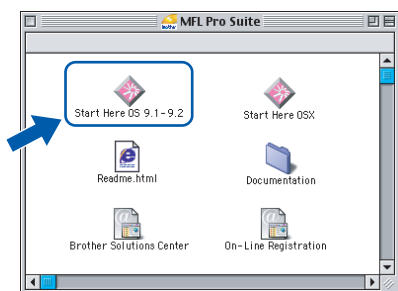 MFL Pro Suite
Start Here OS 9.1-9.2
Start Here OSX
Readme.html
Documentation
Brother Solutions Center
On-Line Registration